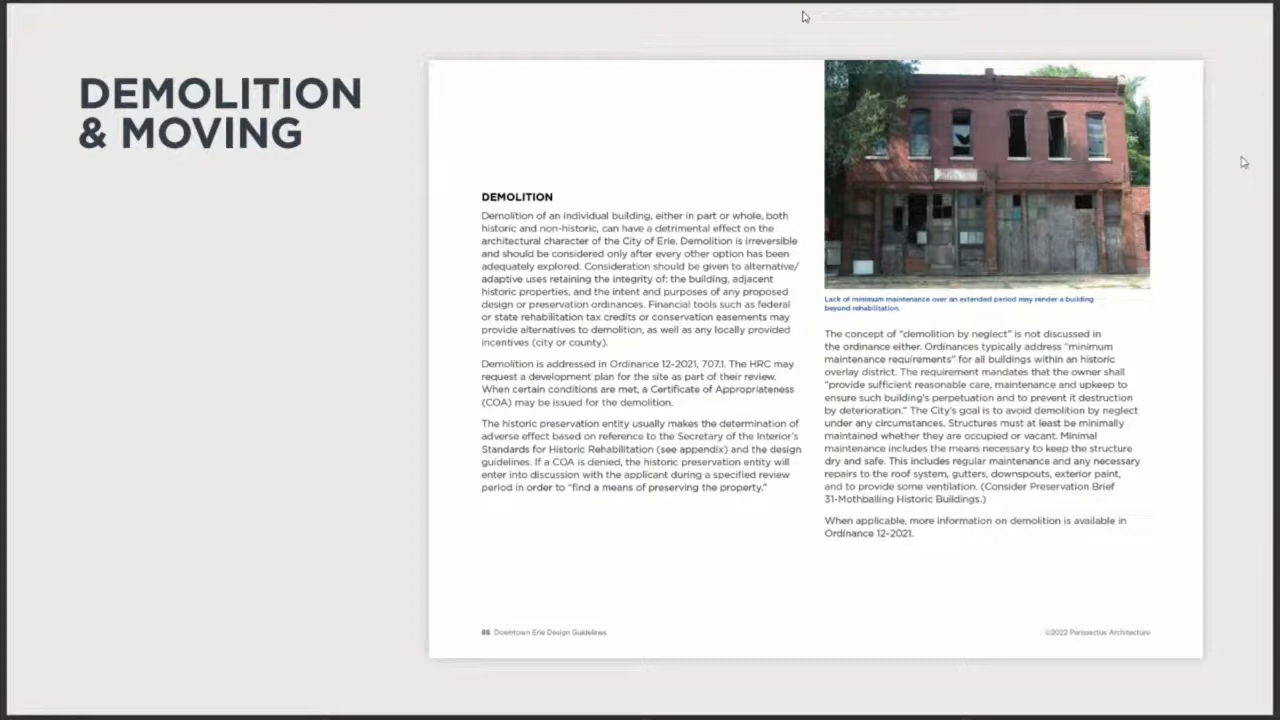 DEMOLITION
& MOVING
DEMOLITION
Demolition of an individual building, either in part or whole, both
historic and non-historic, can have a detrimental effect on the
architectural character of the City of Erie. Demolition is irreversible
and should be considered only after every other option has been
adequately explored. Consideration should be given to alternative/
adaptive uses retaining the integrity of: the building, adjacent
historic properties, and the intent and purposes of any proposed
design or preservation ordinances. Financial tools such as federal
or state rehabilitation tax credits or conservation easements may
provide alternatives to demolition, as well as any locally provided
incentives (city or county).
Demolition is addressed in Ordinance 12-2021, 707.1. The HRC may
request a development plan for the site as part of their review.
When certain conditions are met, a Certificate of Appropriateness
(COA) may be issued for the demolition.
The historic preservation entity usually makes the determination of
adverse effect based on reference to the Secretary of the Interior's
Standards for Historic Rehabilitation (see appendix) and the design
guidelines. If a COA is denied, the historic preservation entity will
enter into discussion with the applicant during a specified review
period in order to "find a means of preserving the property."
Lack of minimum maintenance over an extended period may render a building
beyond rehabilitation.
The concept of "demolition by neglect" is not discussed in
the ordinance either. Ordinances typically address "minimum
maintenance requirements" for all buildings within an historic
overlay district. The requirement mandates that the owner shall
"provide sufficient reasonable care, maintenance and upkeep to
ensure such building's perpetuation and to prevent it destruction
by deterioration." The City's goal is to avoid demolition by neglect
under any circumstances. Structures must at least be minimally
maintained whether they are occupied or vacant. Minimal
maintenance includes the means necessary to keep the structure
dry and safe. This includes regular maintenance and any necessary
repairs to the roof system, gutters, downspouts, exterior paint,
and to provide some ventilation. (Consider Preservation Brief
31-Mothballing Historic Buildings.)
When applicable, more information on demolition is available in
Ordinance 12-2021.
Downtown Erie Design Guidelines
©2022 Perspectus Architecture